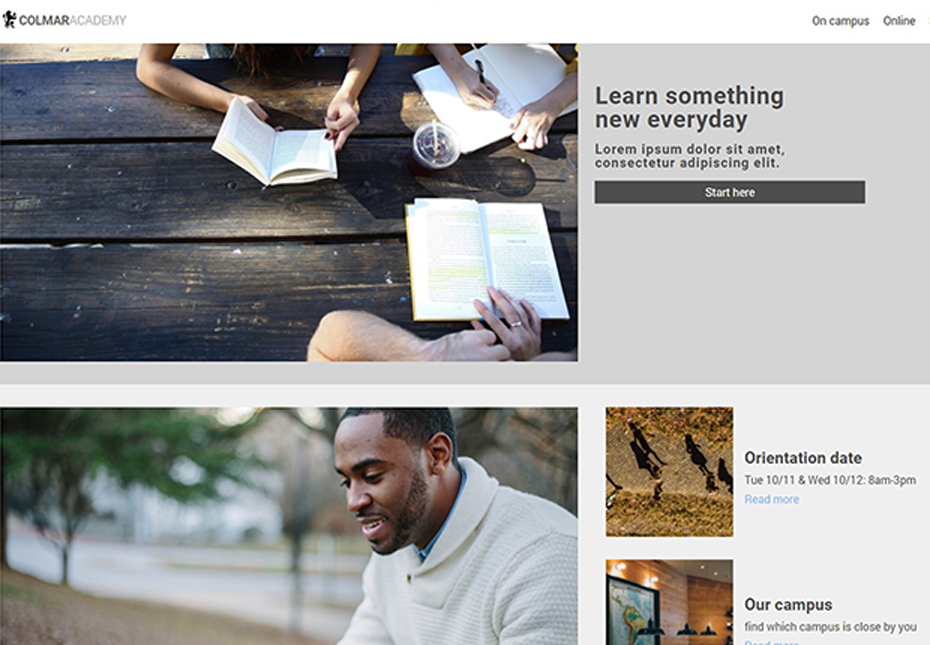 COLMARACADEMY
On campus Online
Learn something
new everyday
Lorem ipsum dolor sit amet,
consectetur adipiscing elit.
Start here
Orientation date
Tue 10/11 & Wed 10/12: 8am-3pm
Read more
Our campus
find which campus is close by you
Read more